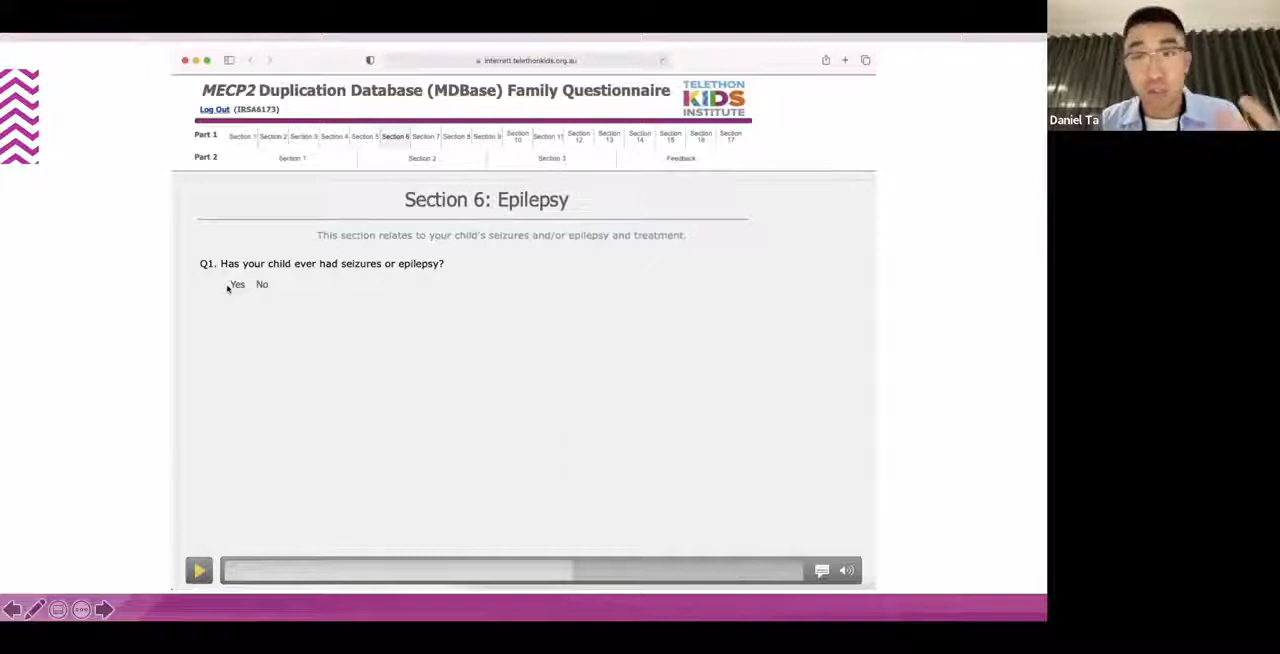 interrett.telethonkids.org.au
MECP2 Duplication Database (MDBase) Family Questionnaire
TELETHON
KIDS
INSTITUTE
Log Out (IRSA6173)
Part 1 Section 1 Section 2 Section 3 Section 4 Section 5 Section 6 Section 7 Section 8 Section 9 Section 10 Section 11 Section 12 Section 13 Section 14 Section 15 Section 16 Section 17
Part 2 Section 1 Section 2 Section 3 Feedback
Section 6: Epilepsy
This section relates to your child's seizures and/or epilepsy and treatment.
Q1. Has your child ever had seizures or epilepsy?
Yes No
Daniel Ta